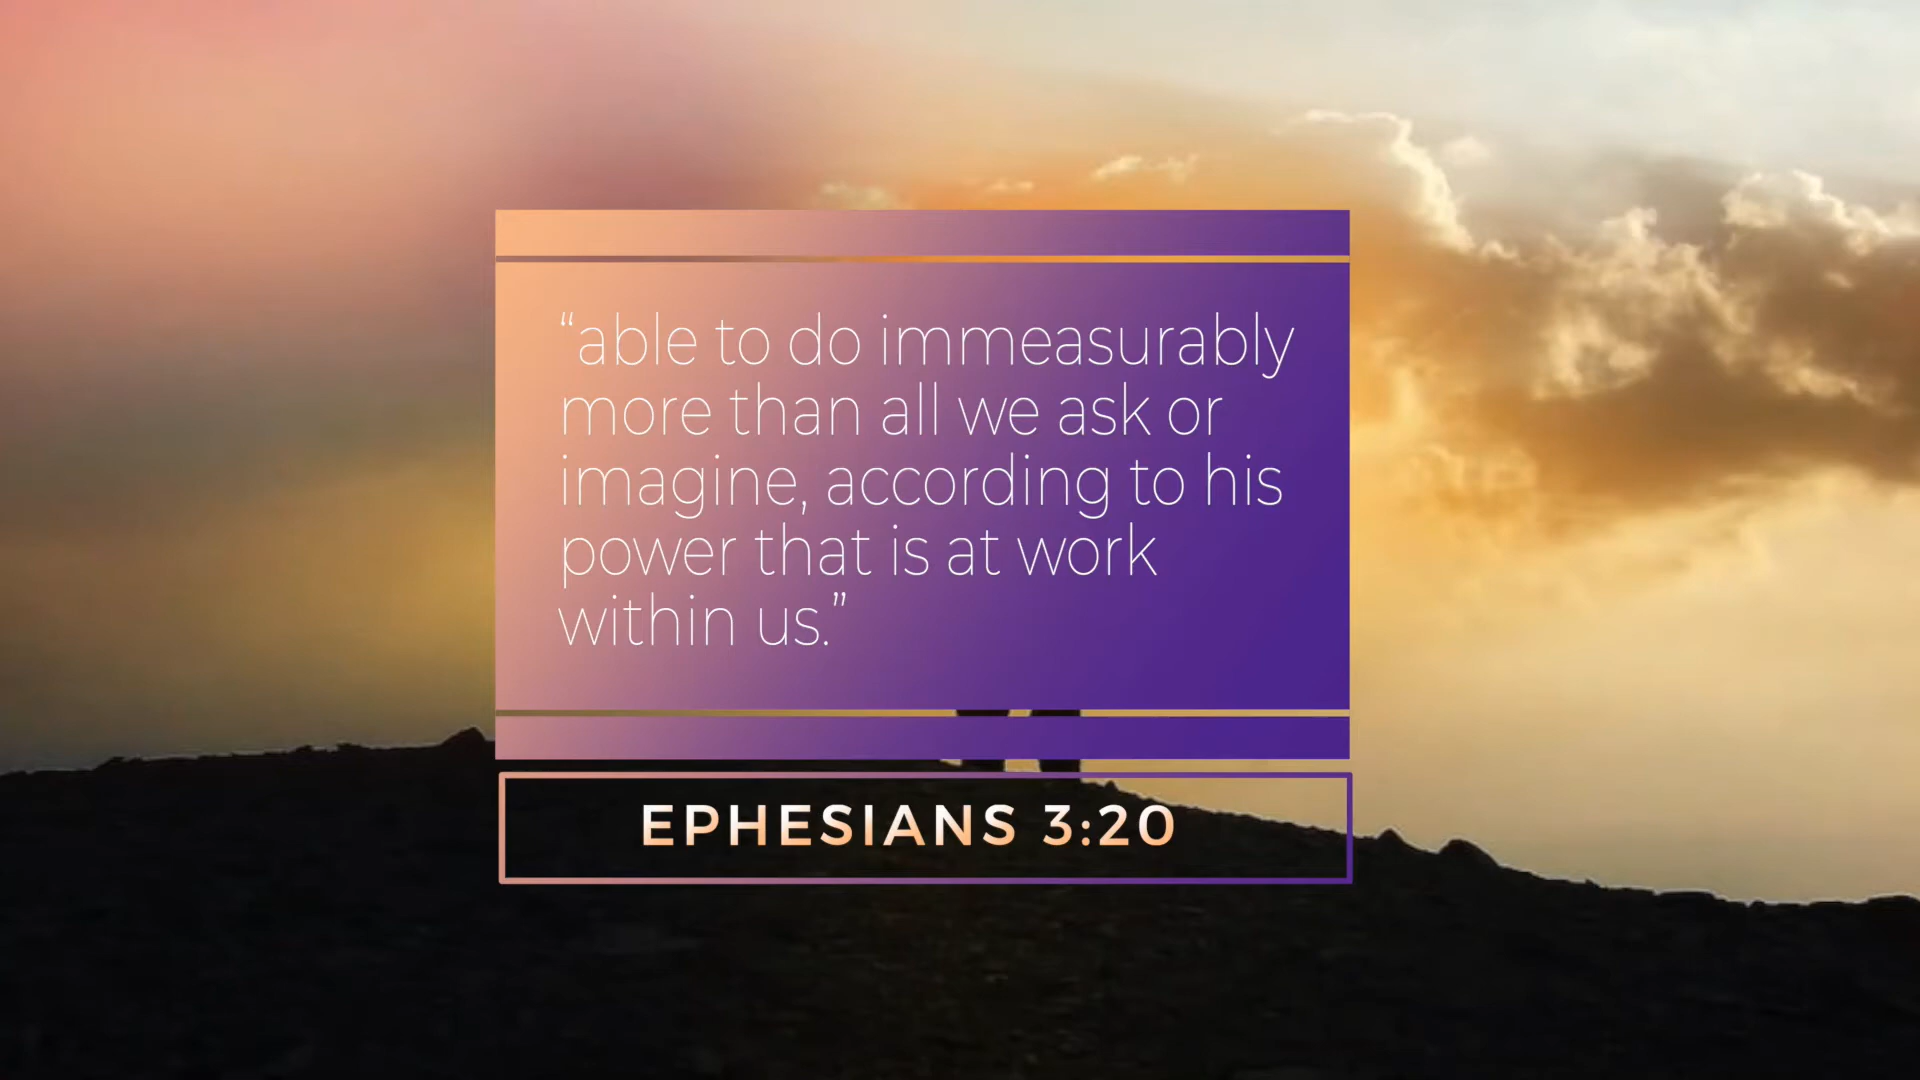 “able to do immeasurably
more than all we ask or
imagine, according to his
power that is at work
within us.”
EPHESIANS 3:20